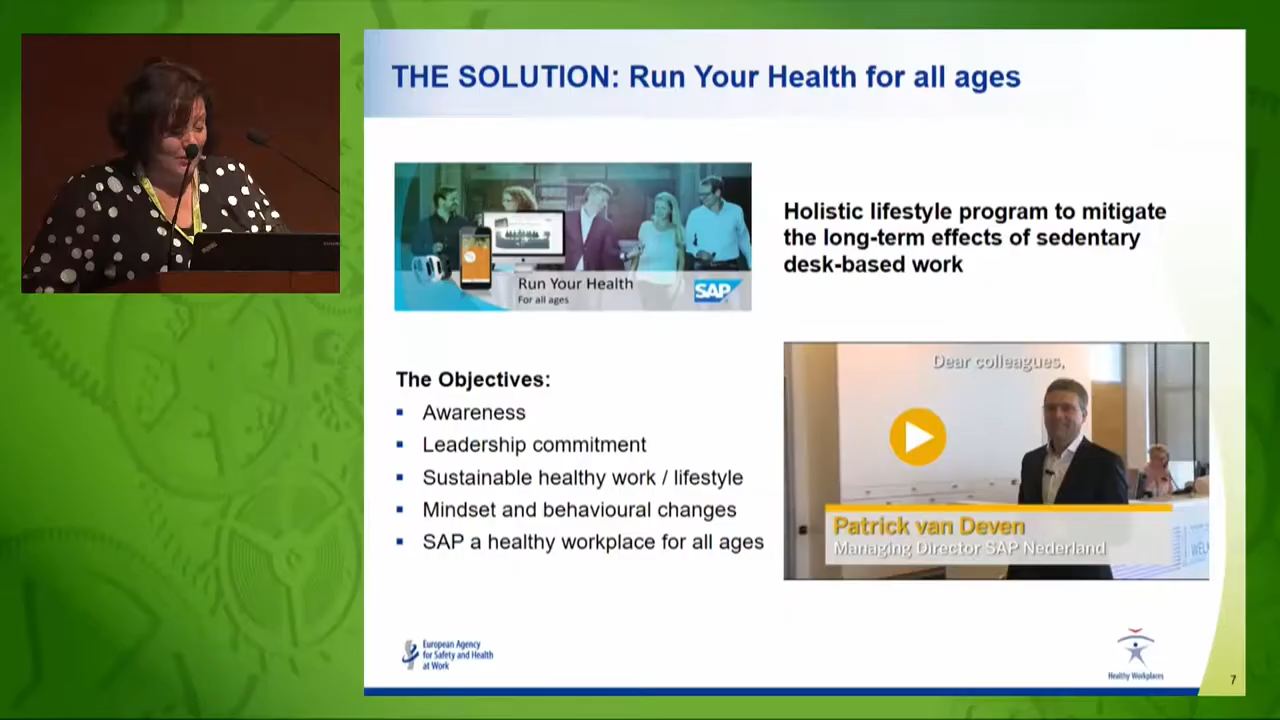 THE SOLUTION: Run Your Health for all ages
Run Your Health
For all ages
SAP
Holistic lifestyle program to mitigate
the long-term effects of sedentary
desk-based work
The Objectives:
▪ Awareness
▪ Leadership commitment
▪ Sustainable healthy work / lifestyle
▪ Mindset and behavioural changes
▪ SAP a healthy workplace for all ages
Dear colleagues,
Patrick van Deven
Managing Director SAP Nederland
European Agency
for Safety and Health
at Work
Healthy Workplaces
7